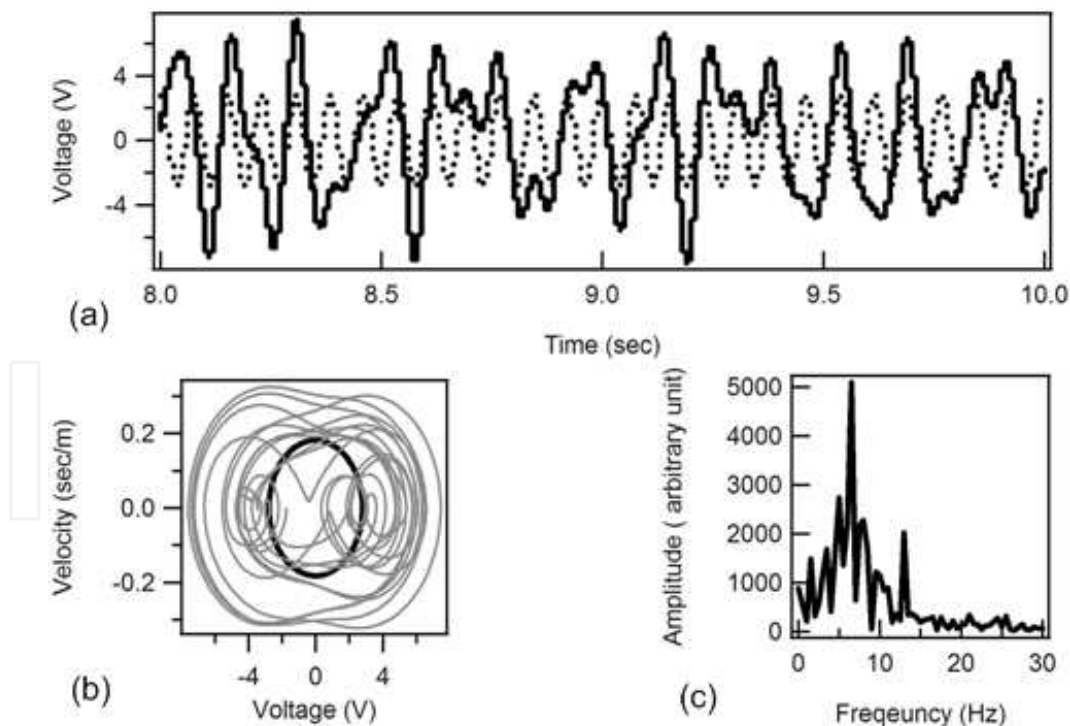 Voltage (V)
4
0
-4
8.0 8.5 9.0 9.5 10.0
(a)
Time (sec)
Velocity (sec/m)
0.2
0.0
-0.2
-4 0 4
(b)
Voltage (V)
Amplitude ( arbitrary unit)
5000
4000
3000
2000
1000
0
0 10 20 30
(c)
Freqeuncy (Hz)